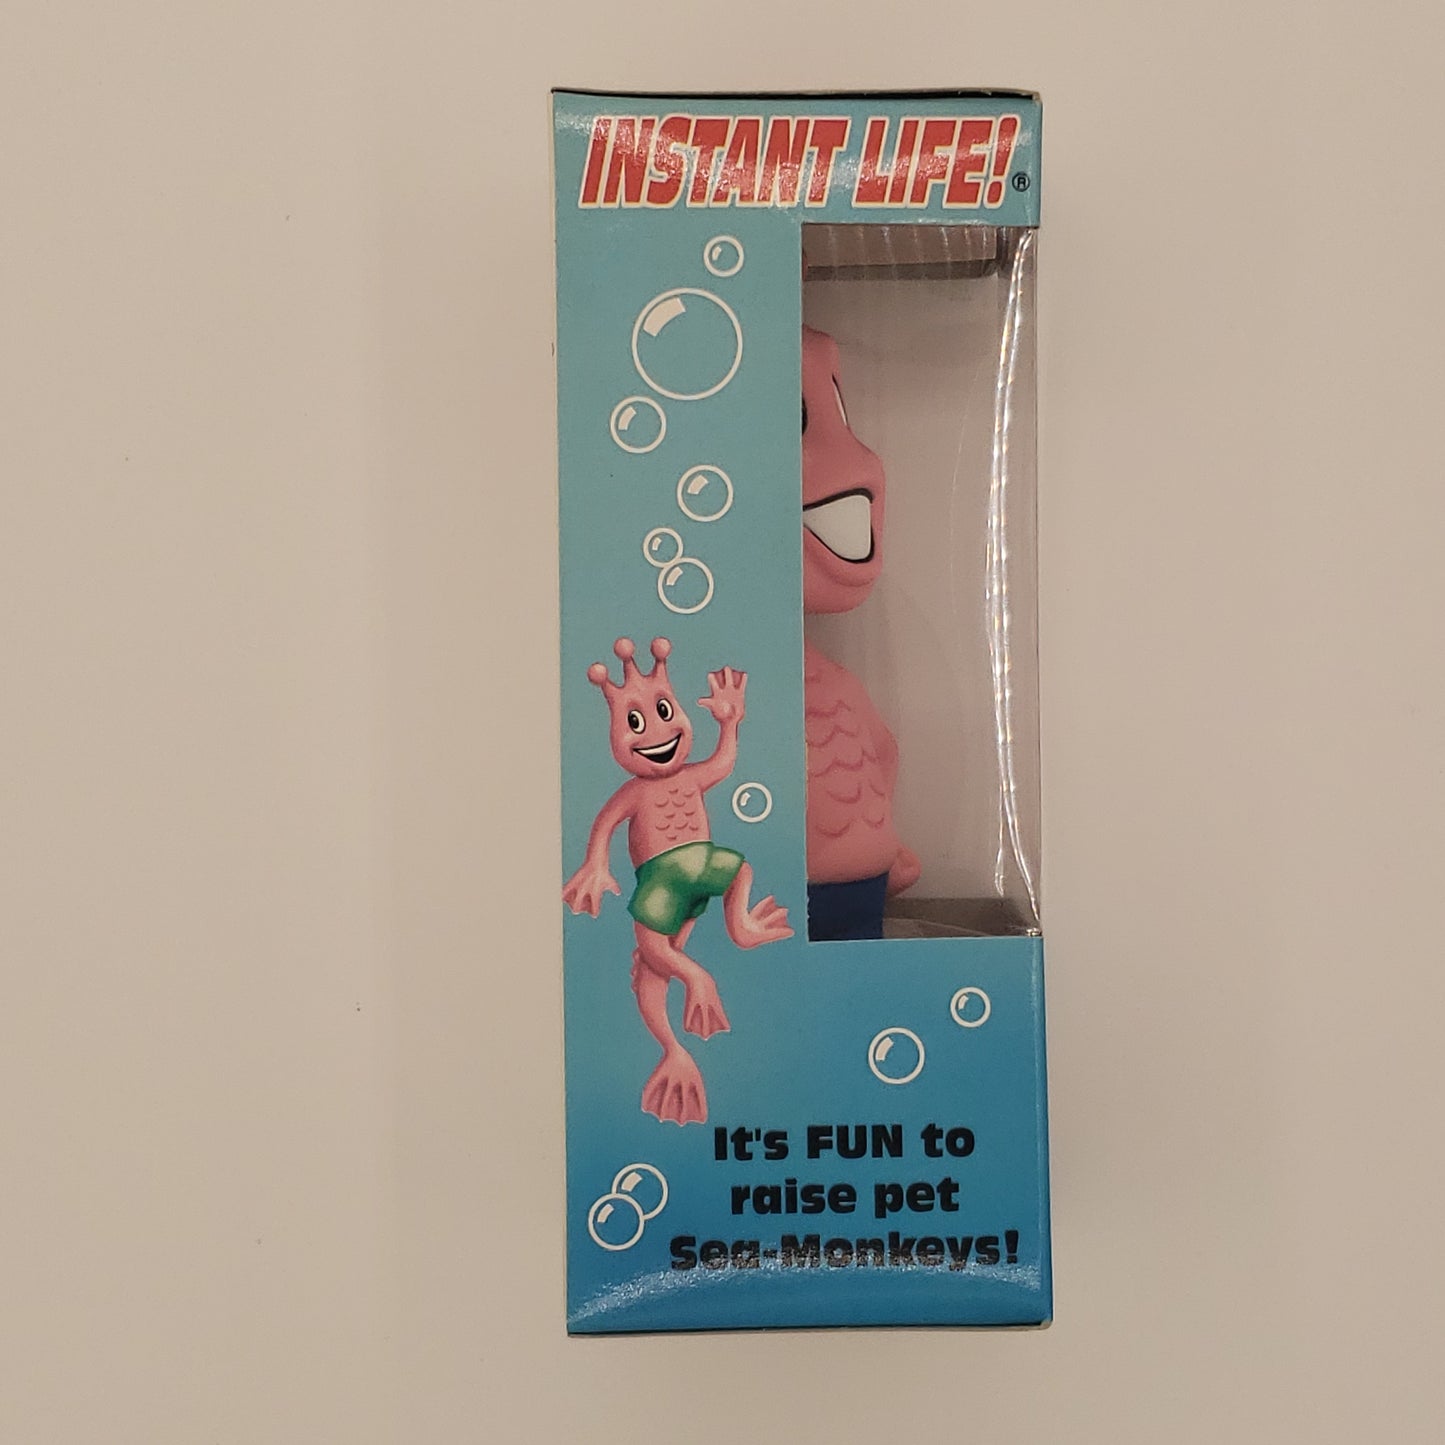 INSTANT LIFE!®
It's FUN to
raise pet
Sea-Monkeys!